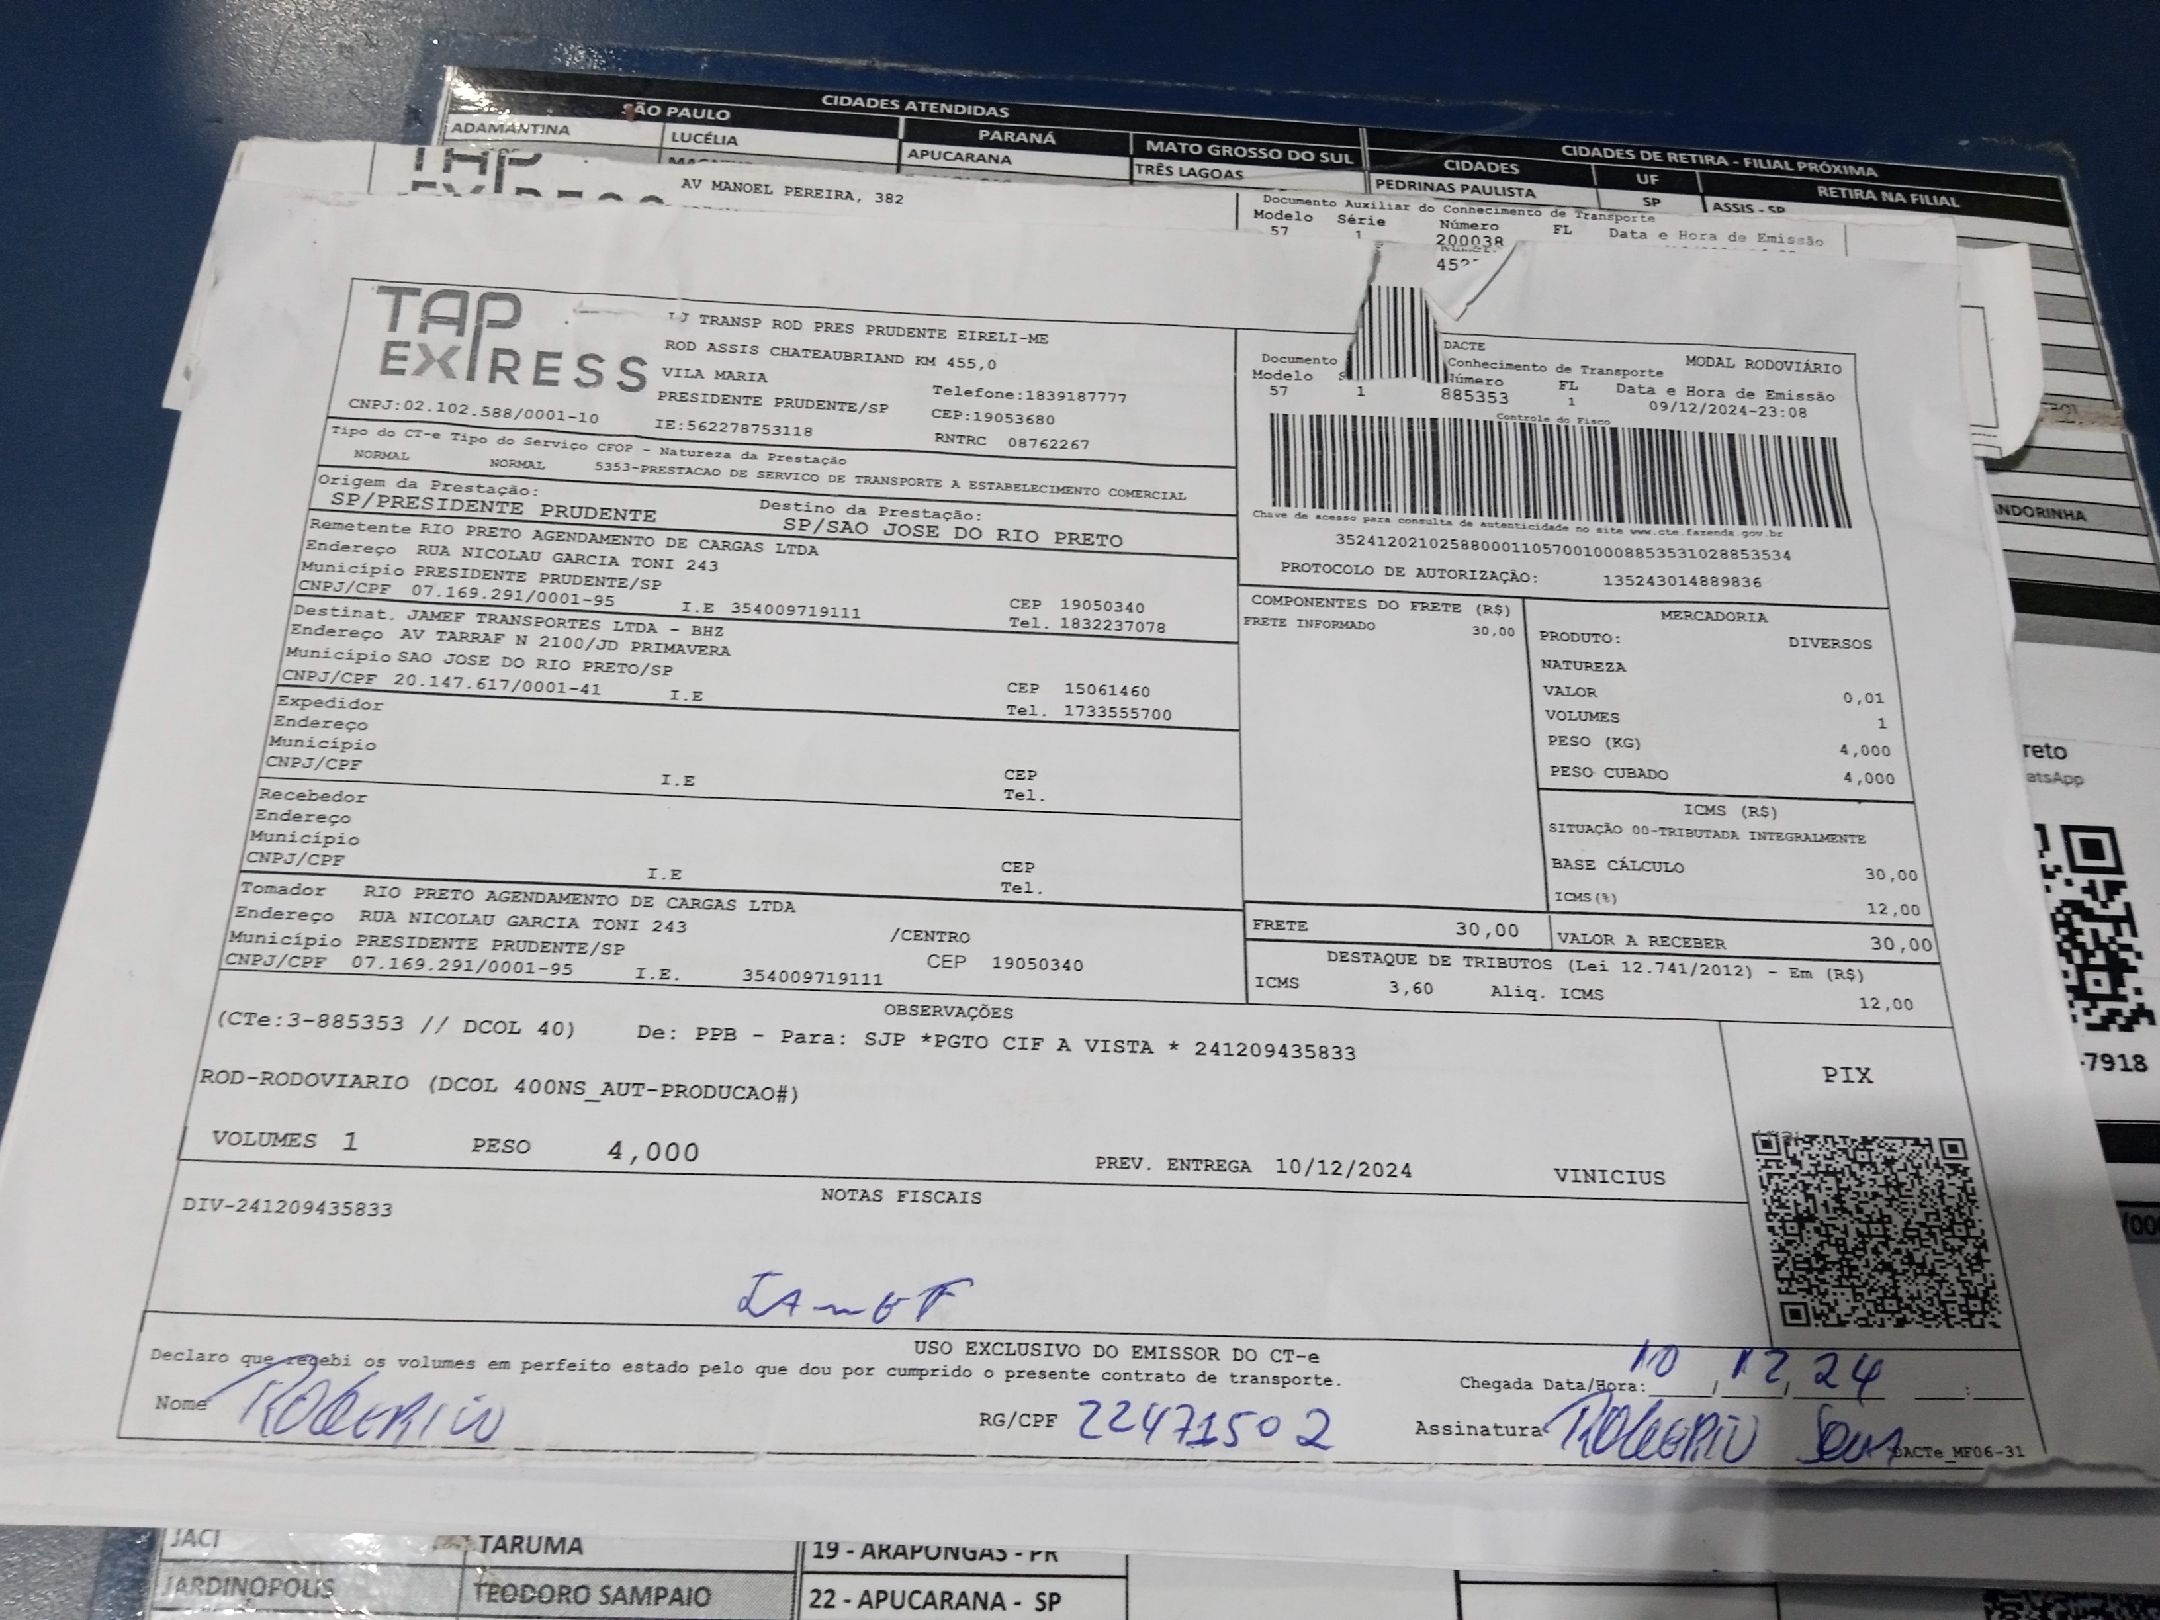 CIDADES ATENDIDAS
SÃO PAULO PARANÁ MATO GROSSO DO SUL CIDADES DE RETIRA - FILIAL PRÓXIMA
CIDADES UF RETIRA NA FILIAL
ADAMANTINA LUCÉLIA APUCARANA TRÊS LAGOAS PEDRINAS PAULISTA SP ASSIS - SP
TAP
AV MANOEL PEREIRA, 382
Documento Auxiliar do Conhecimento de Transporte
Modelo Série Número FL Data e Hora de Emissão
57 1 200038
TAP
EXPRESS
LJ TRANSP ROD PRES PRUDENTE EIRELI-ME
ROD ASSIS CHATEAUBRIAND KM 455,0
VILA MARIA Telefone:1839187777
PRESIDENTE PRUDENTE/SP CEP:19053680
CNPJ:02.102.588/0001-10 IE:562278753118 RNTRC 08762267
DACTE MODAL RODOVIÁRIO
Documento Conhecimento de Transporte
Modelo Número FL Data e Hora de Emissão
57 1 885353 1 09/12/2024-23:08
Controle do Fisco
Tipo do CT-e Tipo do Serviço CFOP - Natureza da Prestação
NORMAL NORMAL 5353-PRESTACAO DE SERVICO DE TRANSPORTE A ESTABELECIMENTO COMERCIAL
Origem da Prestação: Destino da Prestação:
SP/PRESIDENTE PRUDENTE SP/SAO JOSE DO RIO PRETO
Chave de acesso para consulta de autenticidade no site www.cte.fazenda.gov.br
35241202102588000110570010008853531028853534
PROTOCOLO DE AUTORIZAÇÃO: 135243014889836
Remetente RIO PRETO AGENDAMENTO DE CARGAS LTDA
Endereço RUA NICOLAU GARCIA TONI 243
Município PRESIDENTE PRUDENTE/SP CEP 19050340
CNPJ/CPF 07.169.291/0001-95 I.E 354009719111 Tel. 1832237078
Destinat. JAMEF TRANSPORTES LTDA - BHZ
Endereço AV TARRAF N 2100/JD PRIMAVERA
Município SAO JOSE DO RIO PRETO/SP CEP 15061460
CNPJ/CPF 20.147.617/0001-41 I.E Tel. 1733555700
Expedidor
Endereço
Município CEP
CNPJ/CPF I.E Tel.
Recebedor
Endereço
Município CEP
CNPJ/CPF I.E Tel.
Tomador RIO PRETO AGENDAMENTO DE CARGAS LTDA
Endereço RUA NICOLAU GARCIA TONI 243 /CENTRO
Município PRESIDENTE PRUDENTE/SP CEP 19050340
CNPJ/CPF 07.169.291/0001-95 I.E. 354009719111
COMPONENTES DO FRETE (R$)
FRETE INFORMADO 30,00
MERCADORIA
PRODUTO: DIVERSOS
NATUREZA
VALOR 0,01
VOLUMES 1
PESO (KG) 4,000
PESO CUBADO 4,000
ICMS (R$)
SITUAÇÃO 00-TRIBUTADA INTEGRALMENTE
BASE CÁLCULO 30,00
ICMS(%) 12,00
FRETE 30,00 VALOR A RECEBER 30,00
DESTAQUE DE TRIBUTOS (Lei 12.741/2012) - Em (R$)
ICMS 3,60 Aliq. ICMS 12,00
OBSERVAÇÕES
(CTe:3-885353 // DCOL 40) De: PPB - Para: SJP *PGTO CIF A VISTA * 241209435833
ROD-RODOVIARIO (DCOL 400NS_AUT-PRODUCAO#)
PIX
VOLUMES 1 PESO 4,000 PREV. ENTREGA 10/12/2024 VINICIUS
NOTAS FISCAIS
DIV-241209435833
JAMEF
USO EXCLUSIVO DO EMISSOR DO CT-e
Declaro que recebi os volumes em perfeito estado pelo que dou por cumprido o presente contrato de transporte.
Chegada Data/Hora: 10 / 12 / 24 :
Nome ROGERIO RG/CPF 22471502 Assinatura ROGERIO Souza
DACTe_MF06-31
ANDORINHA
reto
atsApp
-7918
JACI TARUMA 19 - ARAPONGAS - PR
JARDINOPOLIS TEODORO SAMPAIO 22 - APUCARANA - SP